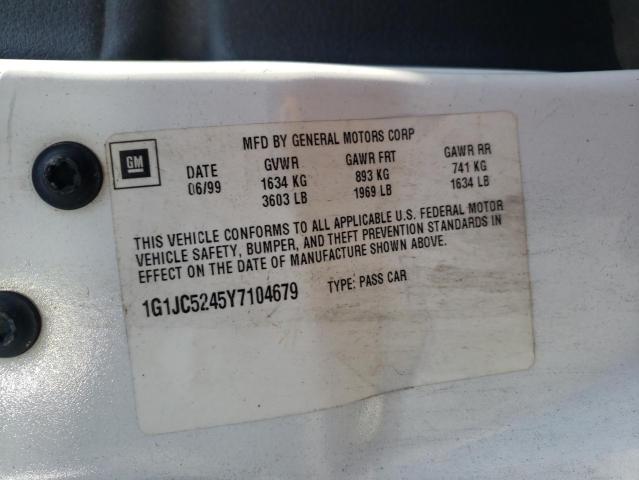 MFD BY GENERAL MOTORS CORP
GM
DATE GVWR GAWR FRT GAWR RR
06/99 1634 KG 893 KG 741 KG
3603 LB 1969 LB 1634 LB
THIS VEHICLE CONFORMS TO ALL APPLICABLE U.S. FEDERAL MOTOR
VEHICLE SAFETY, BUMPER, AND THEFT PREVENTION STANDARDS IN
EFFECT ON THE DATE OF MANUFACTURE SHOWN ABOVE.
1G1JC5245Y7104679 TYPE: PASS CAR